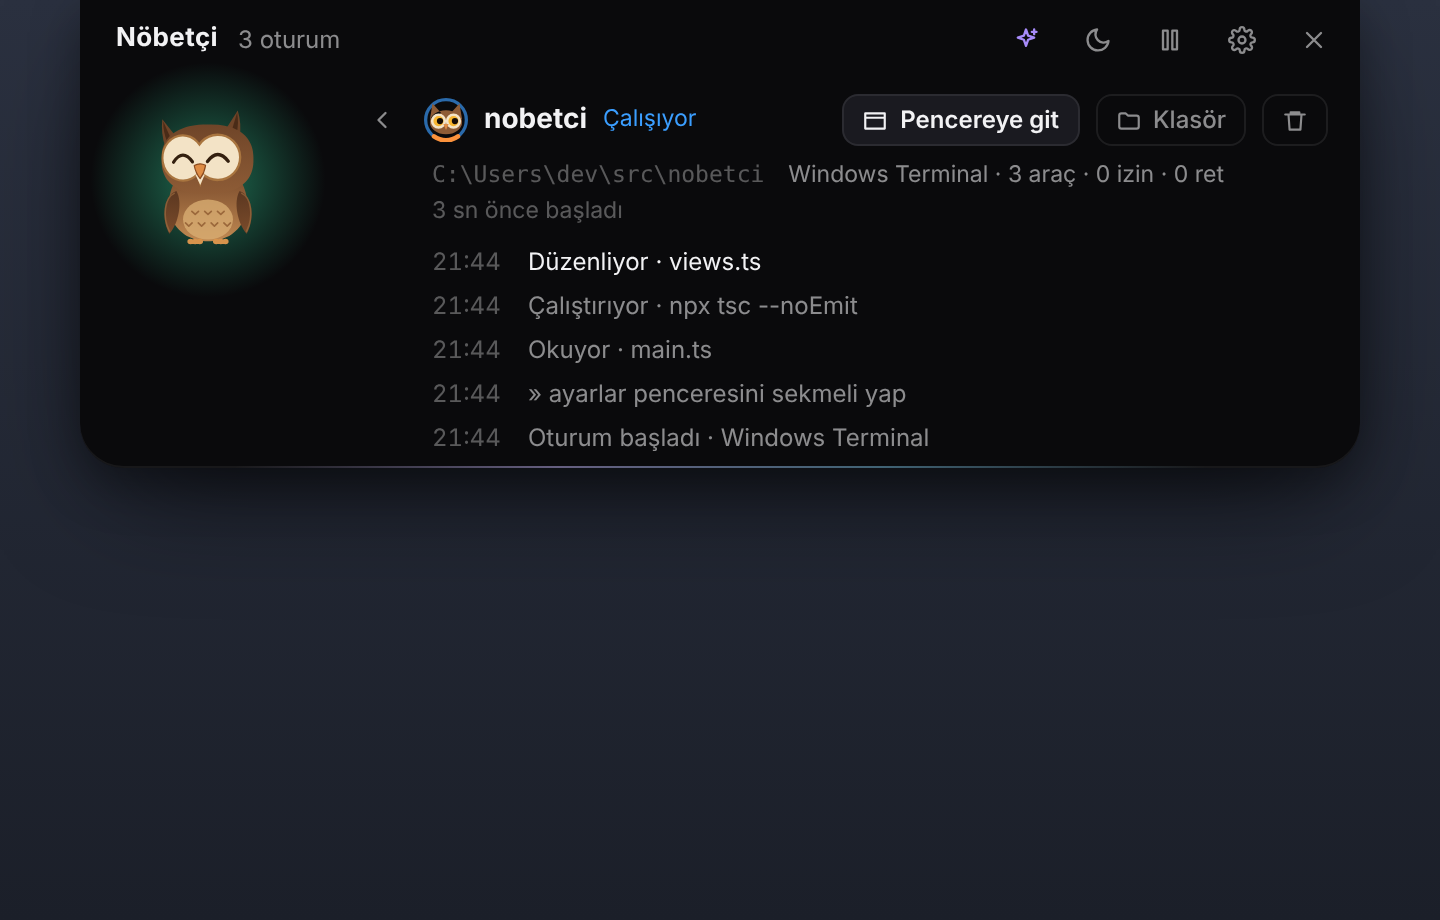 Nöbetçi 3 oturum
nobetci Çalışıyor Pencereye git Klasör
C:\Users\dev\src\nobetci Windows Terminal · 3 araç · 0 izin · 0 ret
3 sn önce başladı
21:44 Düzenliyor · views.ts
21:44 Çalıştırıyor · npx tsc --noEmit
21:44 Okuyor · main.ts
21:44 » ayarlar penceresini sekmeli yap
21:44 Oturum başladı · Windows Terminal